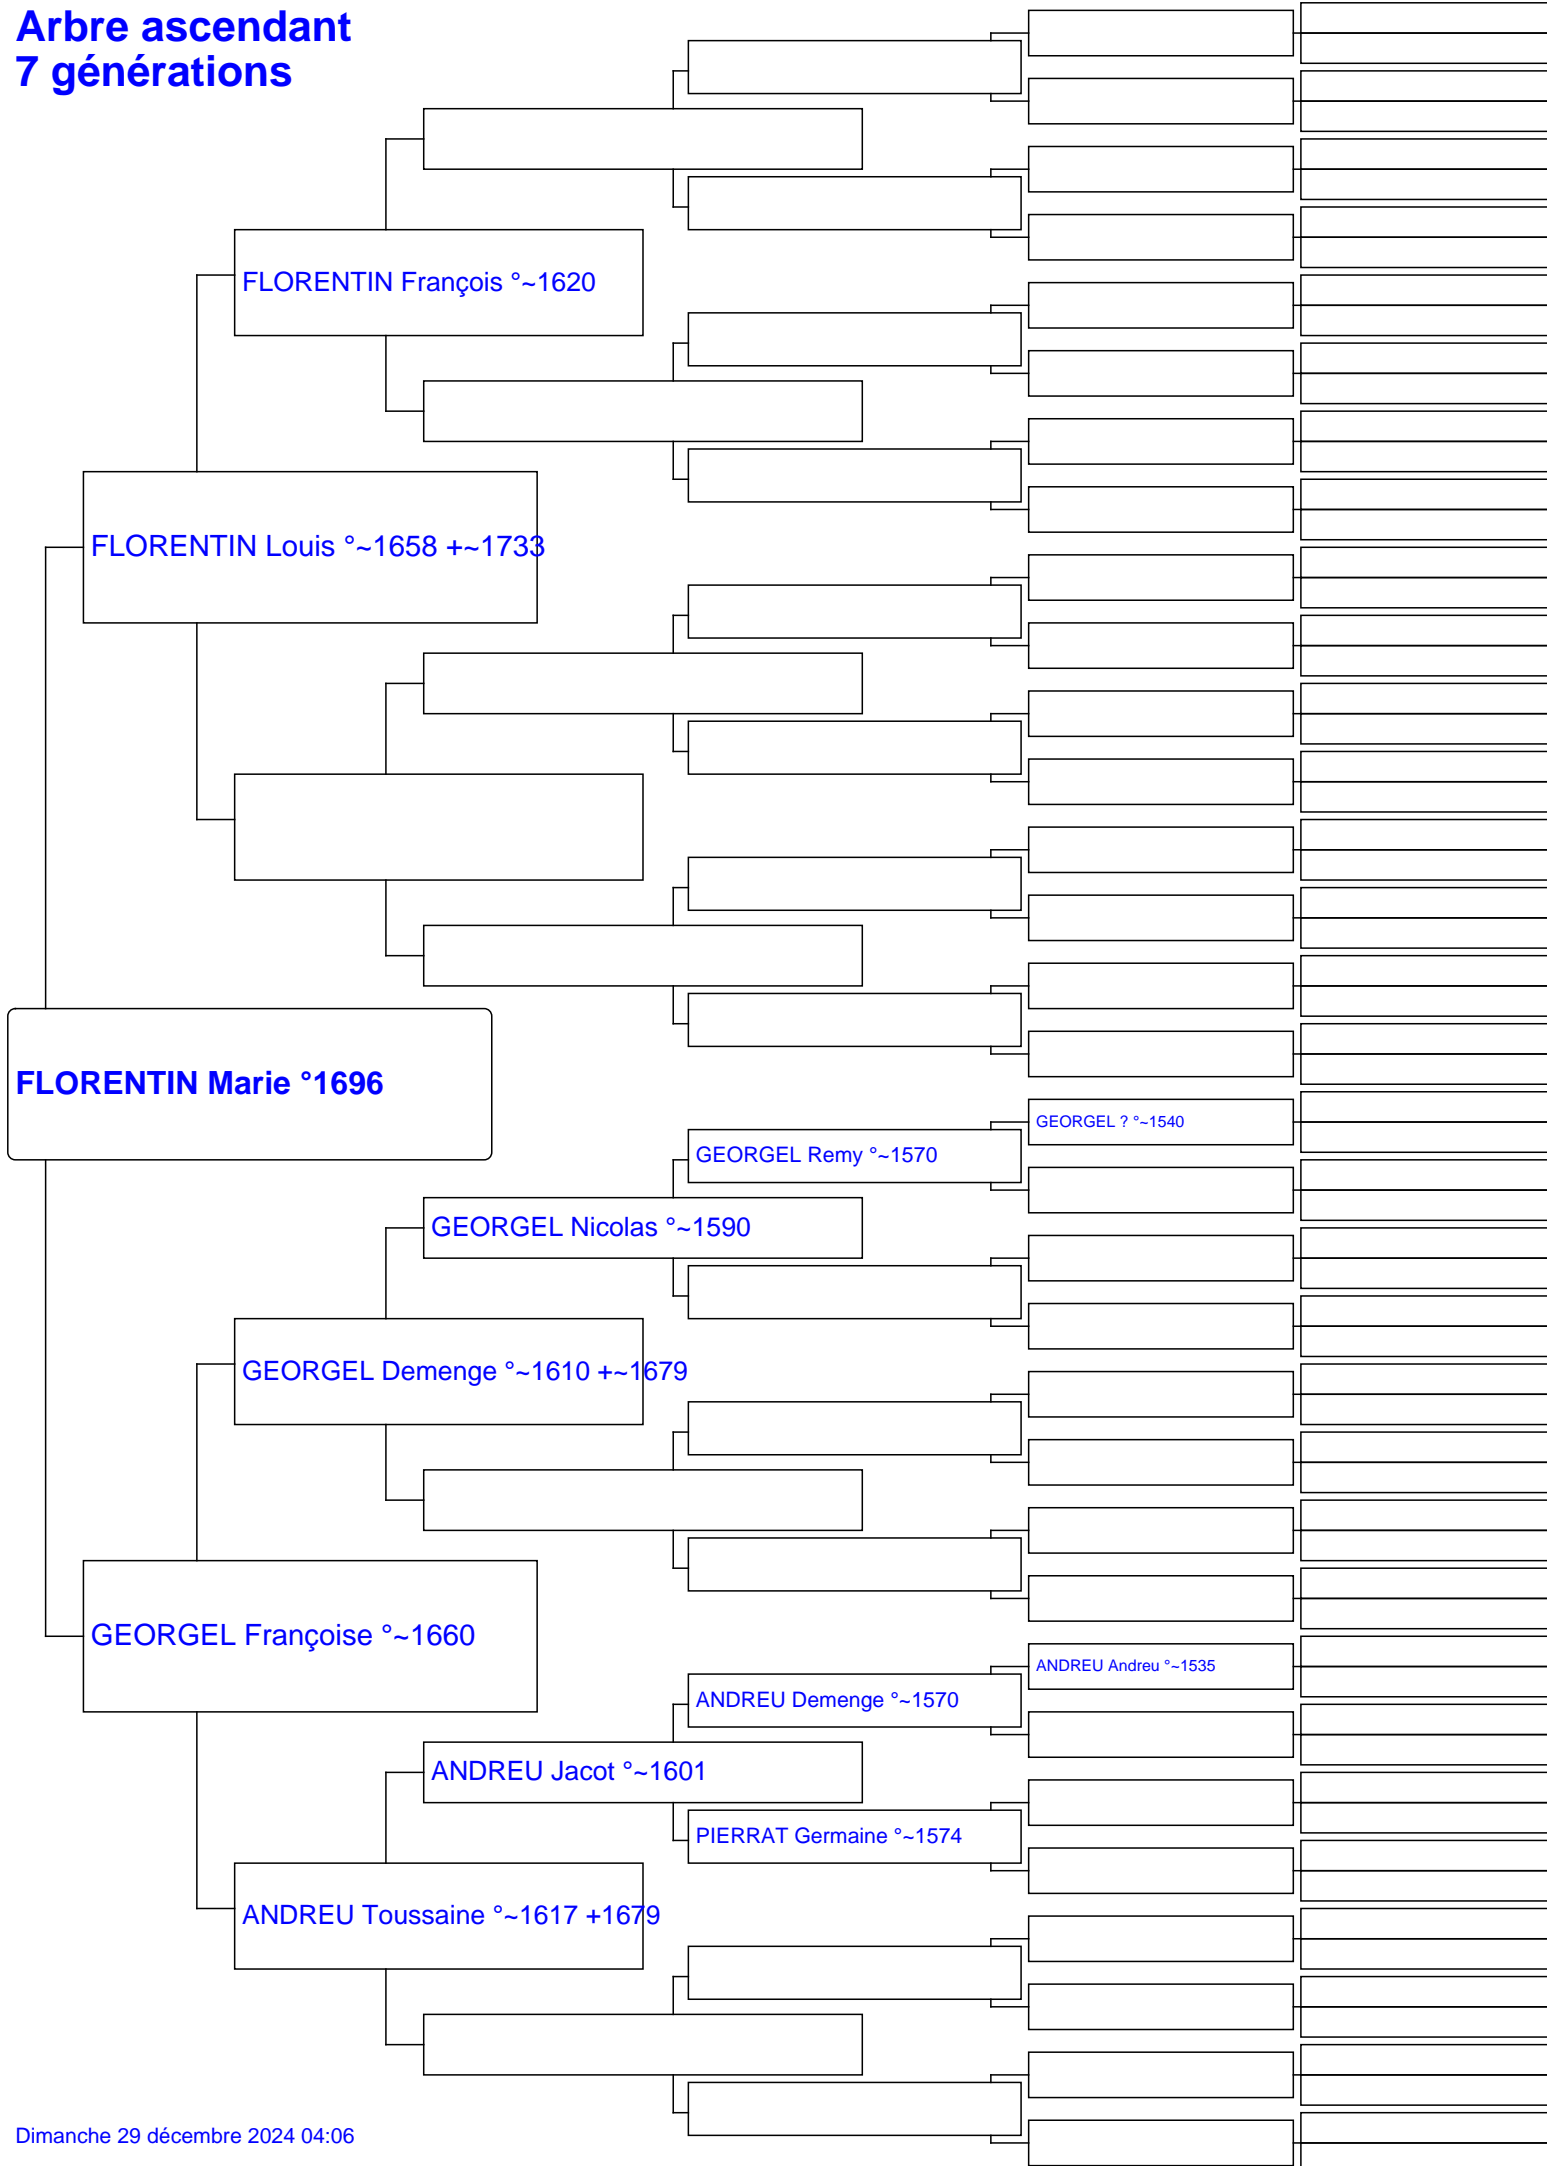 Arbre ascendant
7 générations
FLORENTIN François °~1620
FLORENTIN Louis °~1658 +~1733
FLORENTIN Marie °1696
GEORGEL ? °~1540
GEORGEL Remy °~1570
GEORGEL Nicolas °~1590
GEORGEL Demenge °~1610 +~1679
GEORGEL Françoise °~1660
ANDREU Andreu °~1535
ANDREU Demenge °~1570
ANDREU Jacot °~1601
PIERRAT Germaine °~1574
ANDREU Toussaine °~1617 +1679
Dimanche 29 décembre 2024 04:06